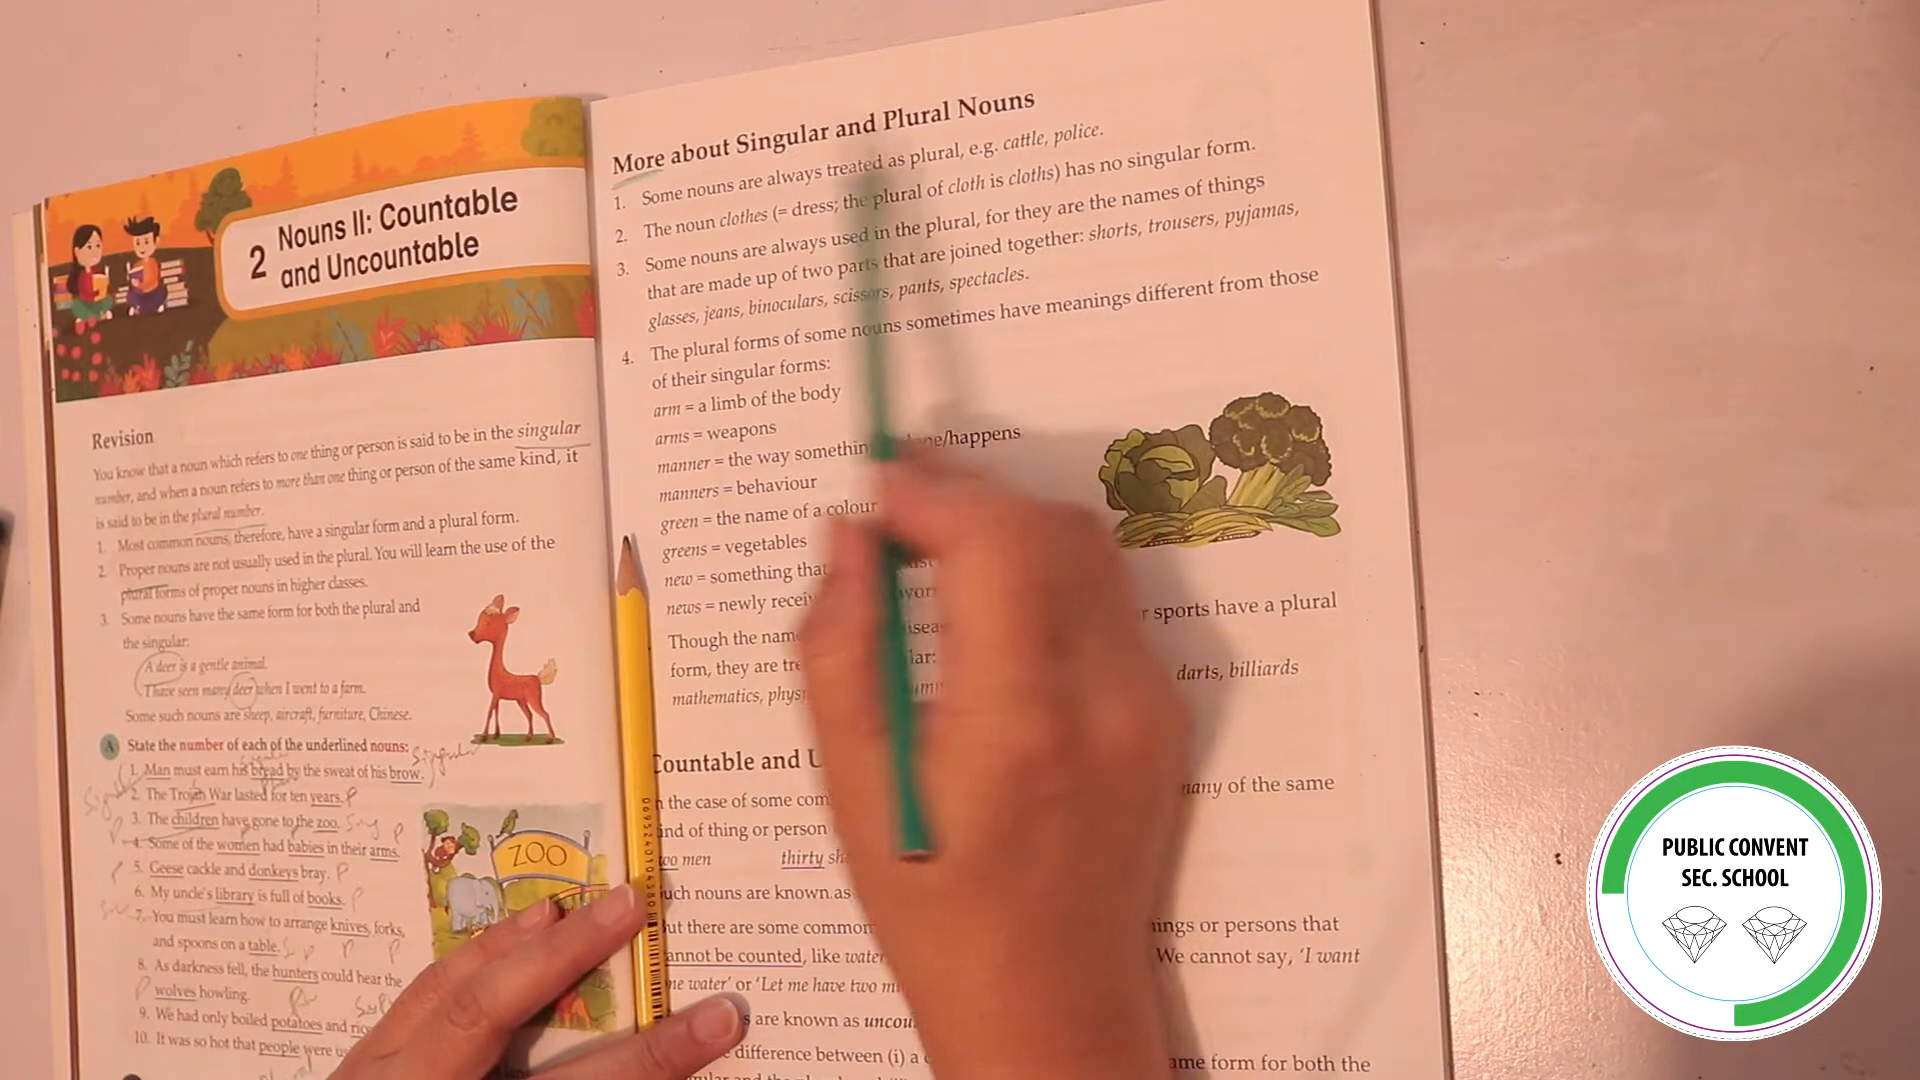 2 Nouns II: Countable
and Uncountable
Revision
You know that a noun which refers to one thing or person is said to be in the singular
number, and when a noun refers to more than one thing or person of the same kind, it
is said to be in the plural number.
1. Most common nouns, therefore, have a singular form and a plural form.
2. Proper nouns are not usually used in the plural. You will learn the use of the
plural forms of proper nouns in higher classes.
3. Some nouns have the same form for both the plural and
the singular:
A deer is a gentle animal.
I have seen many deer when I went to a farm.
Some such nouns are sheep, aircraft, furniture, Chinese.
A State the number of each of the underlined nouns:
1. Man must earn his bread by the sweat of his brow.
2. The Trojan War lasted for ten years.
3. The children have gone to the zoo.
4. Some of the women had babies in their arms.
5. Geese cackle and donkeys bray.
6. My uncle's library is full of books.
7. You must learn how to arrange knives, forks,
and spoons on a table.
8. As darkness fell, the hunters could hear the
wolves howling.
9. We had only boiled potatoes and
10. It was so hot that people were
ZOO
More about Singular and Plural Nouns
1. Some nouns are always treated as plural, e.g. cattle, police.
2. The noun clothes (= dress; the plural of cloth is cloths) has no singular form.
3. Some nouns are always used in the plural, for they are the names of things
that are made up of two parts that are joined together: shorts, trousers, pyjamas,
glasses, jeans, binoculars, scissors, pants, spectacles.
4. The plural forms of some nouns sometimes have meanings different from those
of their singular forms:
arm = a limb of the body
arms = weapons
manner = the way something /happens
manners = behaviour
green = the name of a colour
greens = vegetables
new = something that
news = newly
Though the sports have a plural
form, they are
mathematics, darts, billiards
Countable and
the case of some many of the same
kind of thing or person
men thirty
such nouns are known as
But there are some common things or persons that
cannot be counted, like water We cannot say, 'I want
water' or 'Let me have two
are known as
difference between (i) a same form for both the
PUBLIC CONVENT
SEC. SCHOOL